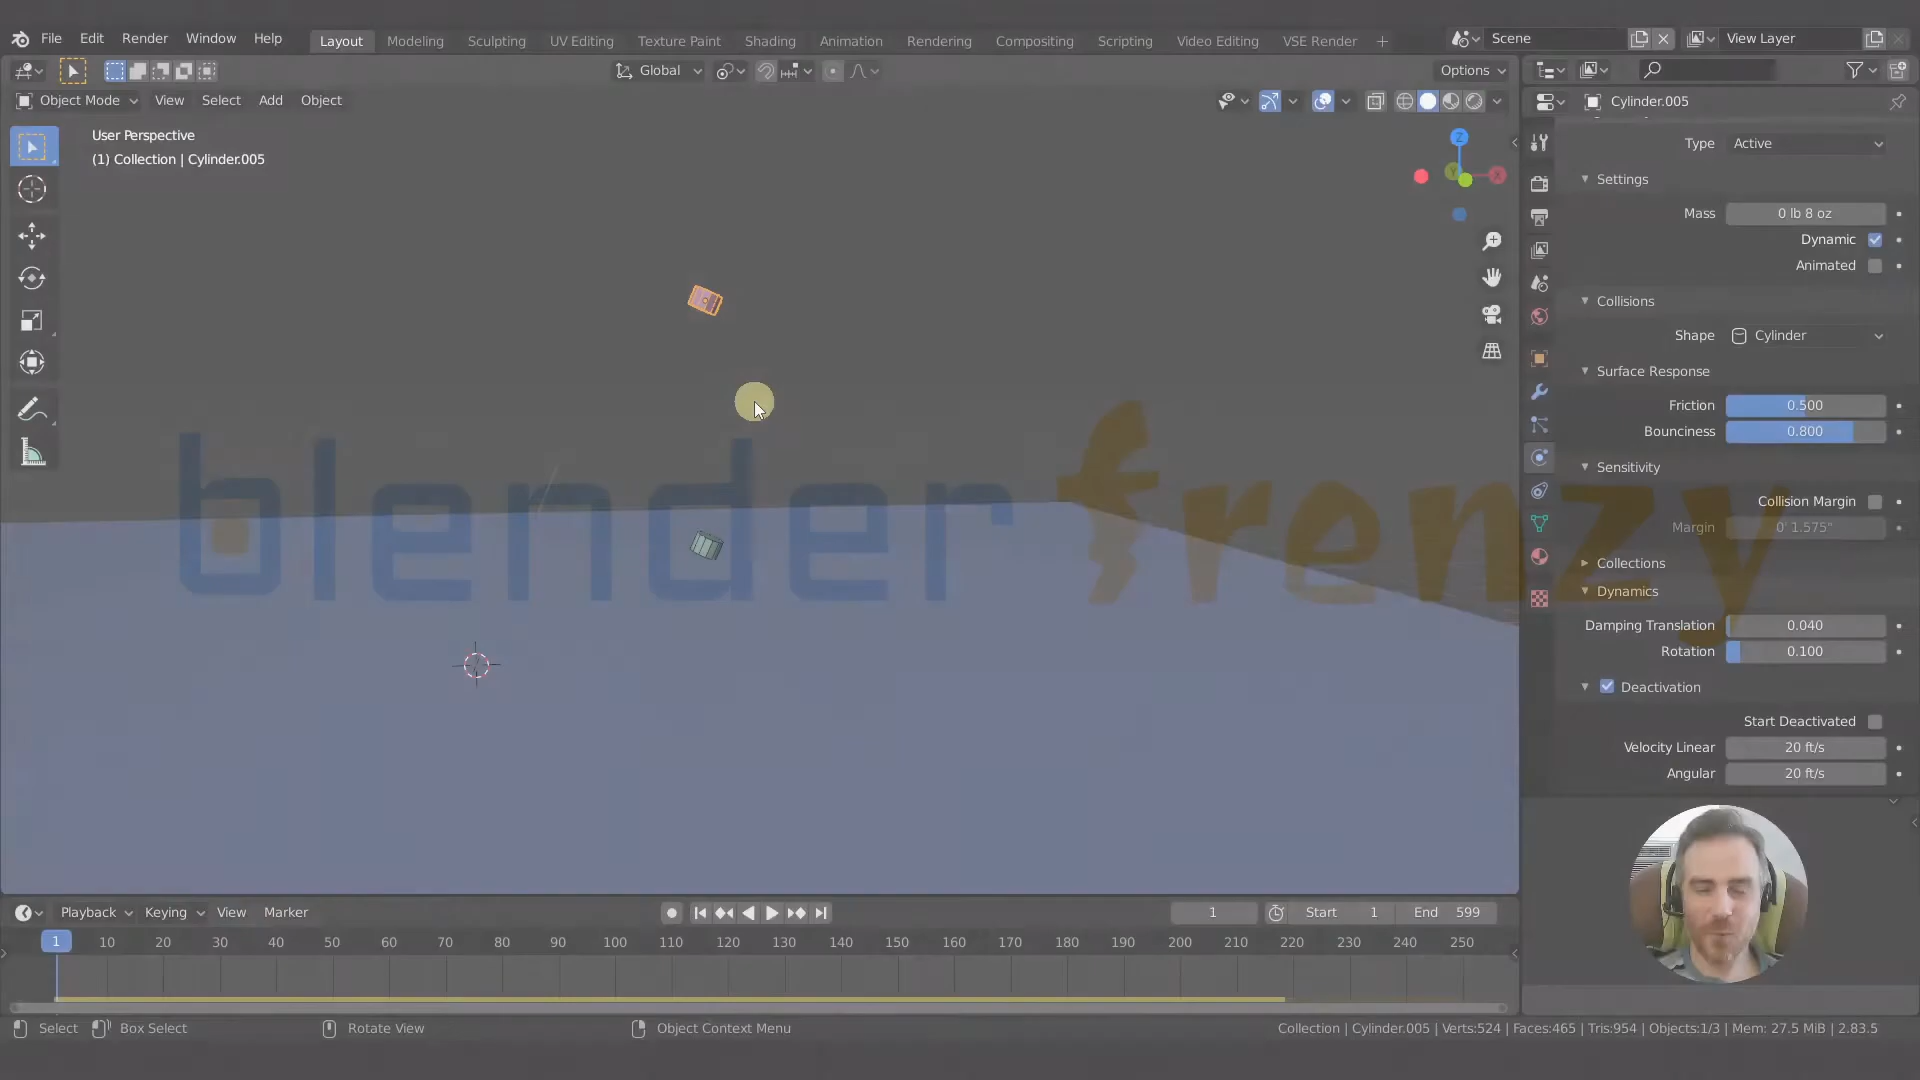 File Edit Render Window Help Layout Modeling Sculpting UV Editing Texture Paint Shading Animation Rendering Compositing Scripting Video Editing VSE Render + Scene View Layer
Global Options
Object Mode View Select Add Object Cylinder.005
User Perspective
(1) Collection | Cylinder.005
Z
Y X
Type Active
Settings
Mass 0 lb 8 oz
Dynamic
Animated
Collisions
Shape Cylinder
Surface Response
Friction 0.500
Bounciness 0.800
Sensitivity
Collision Margin
Margin 0' 1.575"
Collections
Dynamics
Damping Translation 0.040
Rotation 0.100
Deactivation
Start Deactivated
Velocity Linear 20 ft/s
Angular 20 ft/s
blender frenzy
Playback Keying View Marker 1 Start 1 End 599
1 10 20 30 40 50 60 70 80 90 100 110 120 130 140 150 160 170 180 190 200 210 220 230 240 250
Select Box Select Rotate View Object Context Menu Collection | Cylinder.005 | Verts:524 | Faces:465 | Tris:954 | Objects:1/3 | Mem: 27.5 MiB | 2.83.5